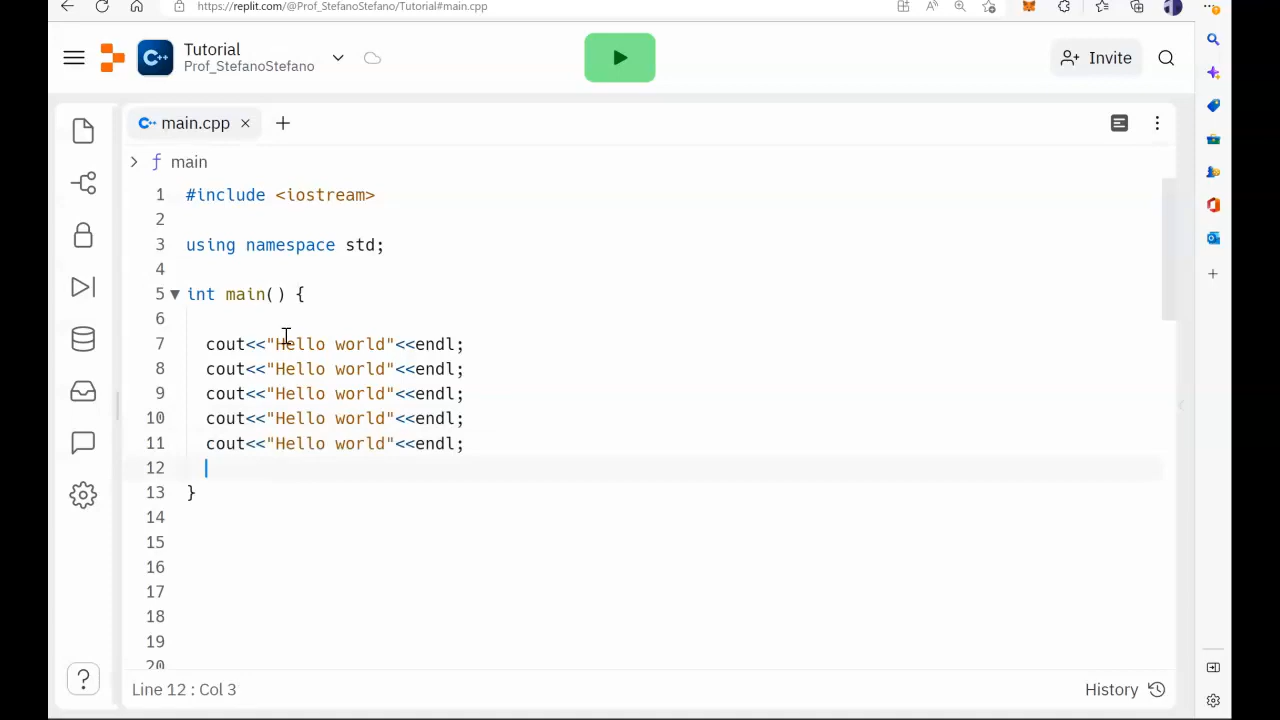 https://replit.com/@Prof_StefanoStefano/Tutorial#main.cpp
C++
Tutorial
Prof_StefanoStefano
Invite
C++ main.cpp
f main
1 #include <iostream>
2
3 using namespace std;
4
5 int main() {
6
7 cout<<"Hello world"<<endl;
8 cout<<"Hello world"<<endl;
9 cout<<"Hello world"<<endl;
10 cout<<"Hello world"<<endl;
11 cout<<"Hello world"<<endl;
12
13 }
14
15
16
17
18
19
20
?
Line 12 : Col 3
History